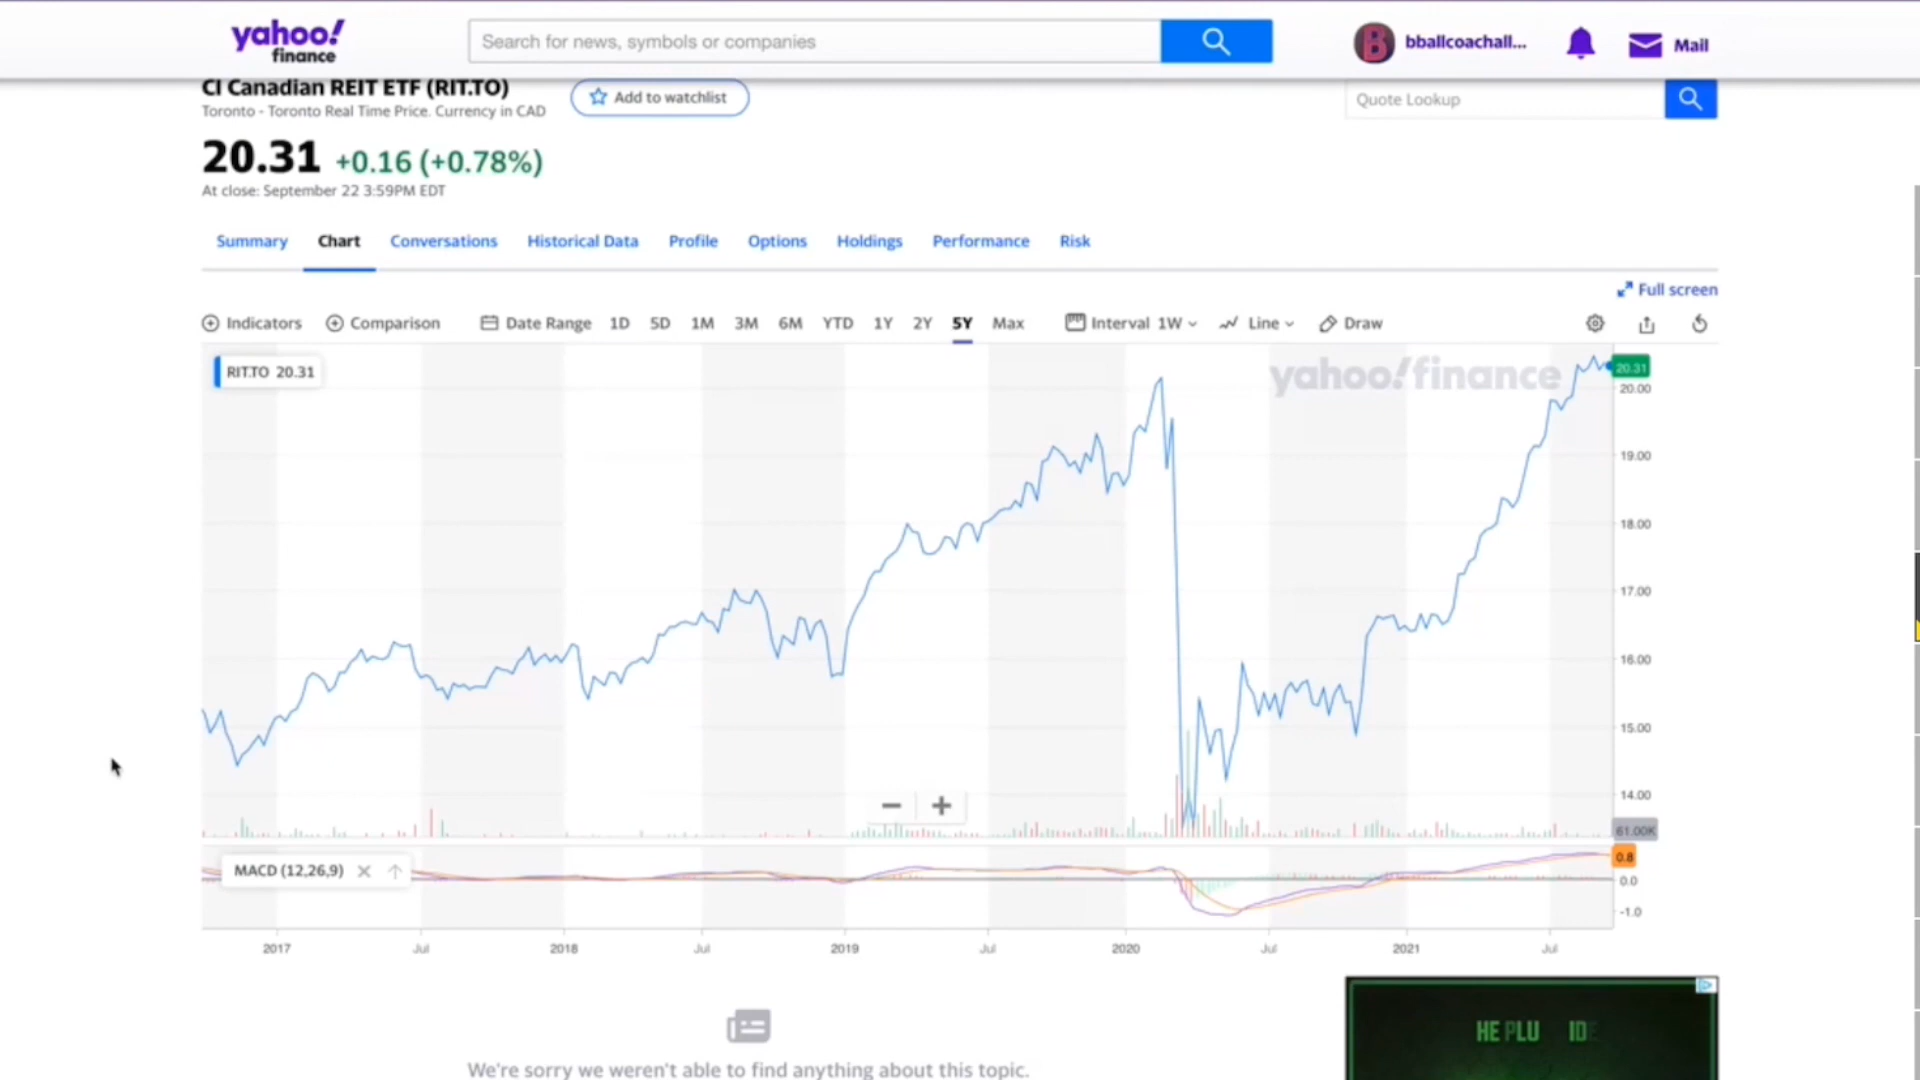 yahoo!
finance
Search for news, symbols or companies
B
bballcoachall...
Mail
CI Canadian REIT ETF (RIT.TO)
Toronto - Toronto Real Time Price. Currency in CAD
Add to watchlist
Quote Lookup
20.31 +0.16 (+0.78%)
At close: September 22 3:59PM EDT
Summary Chart Conversations Historical Data Profile Options Holdings Performance Risk
Full screen
Indicators Comparison Date Range 1D 5D 1M 3M 6M YTD 1Y 2Y 5Y Max Interval 1W Line Draw
RIT.TO 20.31
yahoo!finance
20.31
20.00
19.00
18.00
17.00
16.00
15.00
14.00
61.00K
MACD (12,26,9)
0.8
0.0
-1.0
2017 Jul 2018 Jul 2019 Jul 2020 Jul 2021 Jul
We're sorry we weren't able to find anything about this topic.